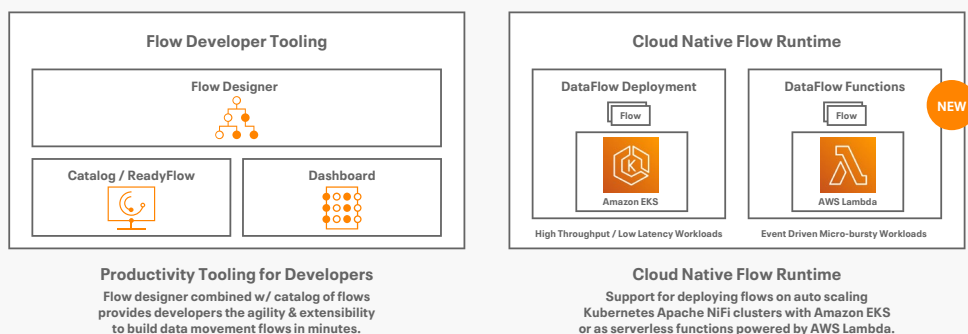 Flow Developer Tooling
Flow Designer
Catalog / ReadyFlow
Dashboard
Productivity Tooling for Developers
Flow designer combined w/ catalog of flows
provides developers the agility & extensibility
to build data movement flows in minutes.
Cloud Native Flow Runtime
DataFlow Deployment
Flow
K
Amazon EKS
High Throughput / Low Latency Workloads
DataFlow Functions
NEW
Flow
AWS Lambda
Event Driven Micro-bursty Workloads
Cloud Native Flow Runtime
Support for deploying flows on auto scaling
Kubernetes Apache NiFi clusters with Amazon EKS
or as serverless functions powered by AWS Lambda.